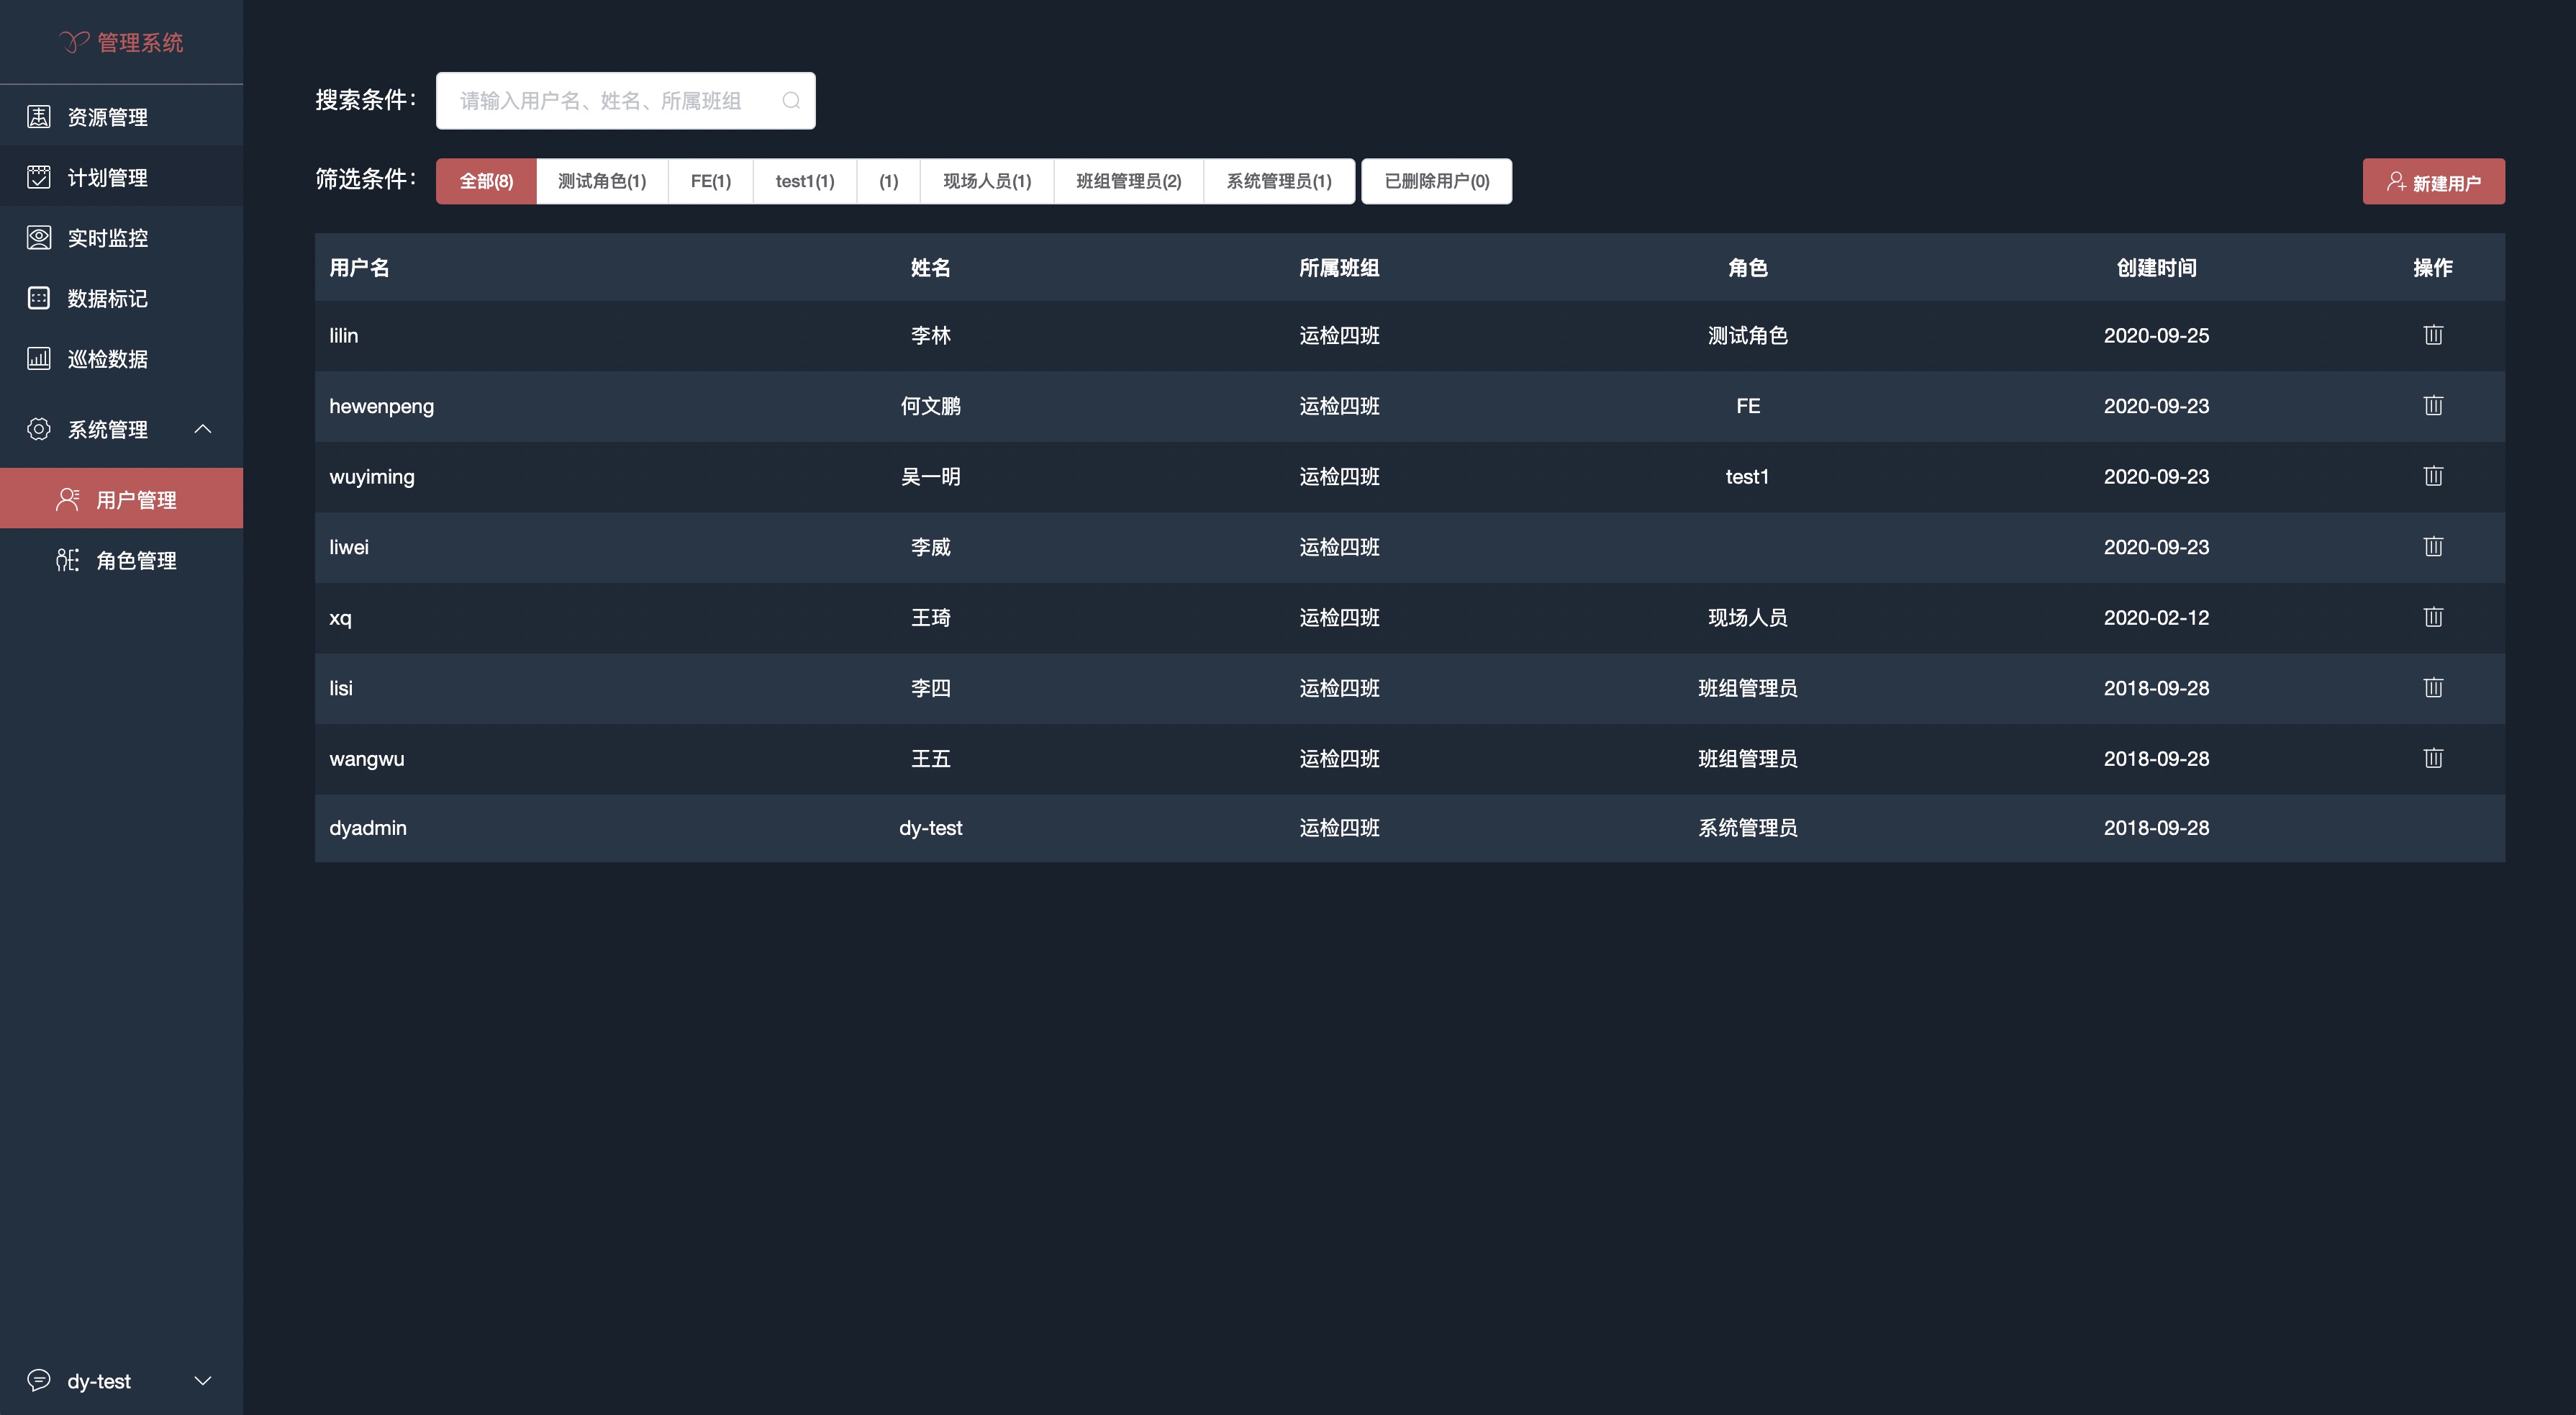 管理系统
资源管理
计划管理
实时监控
数据标记
巡检数据
系统管理
用户管理
角色管理
dy-test
搜索条件： 请输入用户名、姓名、所属班组
筛选条件： 全部(8) 测试角色(1) FE(1) test1(1) (1) 现场人员(1) 班组管理员(2) 系统管理员(1) 已删除用户(0) 新建用户
用户名 姓名 所属班组 角色 创建时间 操作
lilin 李林 运检四班 测试角色 2020-09-25
hewenpeng 何文鹏 运检四班 FE 2020-09-23
wuyiming 吴一明 运检四班 test1 2020-09-23
liwei 李威 运检四班 2020-09-23
xq 王琦 运检四班 现场人员 2020-02-12
lisi 李四 运检四班 班组管理员 2018-09-28
wangwu 王五 运检四班 班组管理员 2018-09-28
dyadmin dy-test 运检四班 系统管理员 2018-09-28